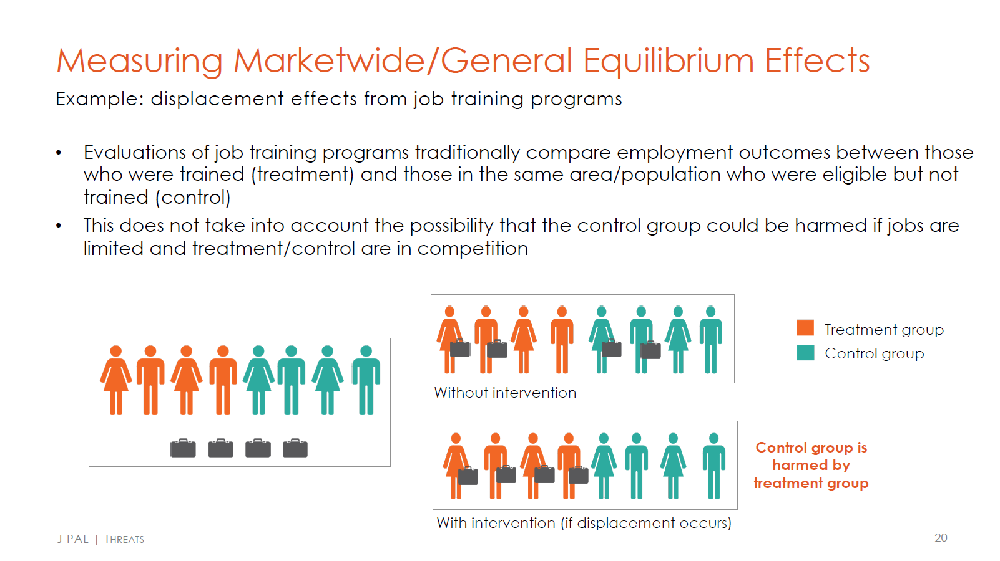 Measuring Marketwide/General Equilibrium Effects
Example: displacement effects from job training programs
• Evaluations of job training programs traditionally compare employment outcomes between those
who were trained (treatment) and those in the same area/population who were eligible but not
trained (control)
• This does not take into account the possibility that the control group could be harmed if jobs are
limited and treatment/control are in competition
Treatment group
Control group
Without intervention
Control group is
harmed by
treatment group
With intervention (if displacement occurs)
J-PAL | THREATS
20